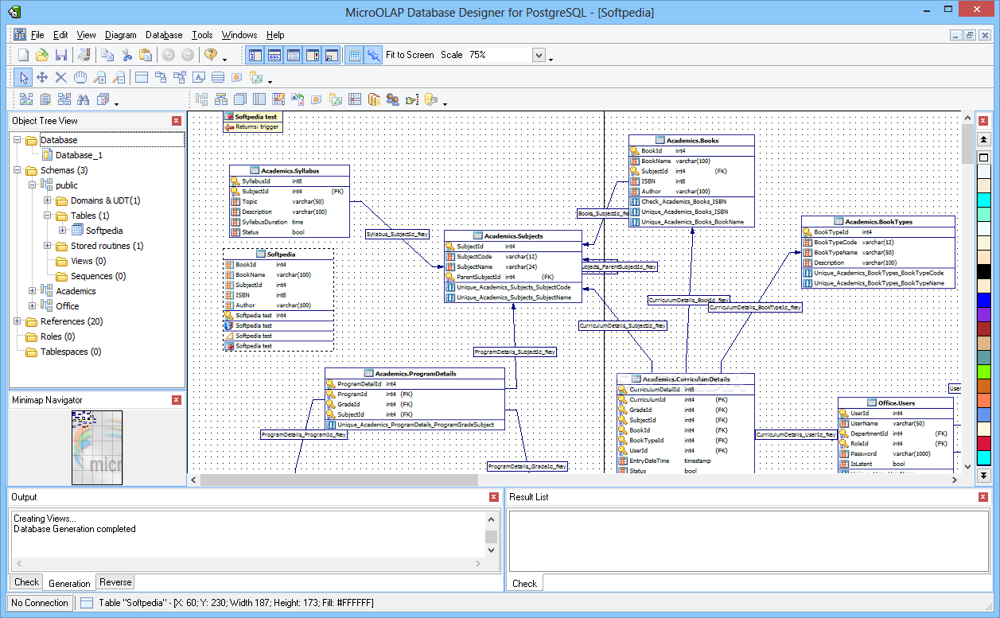 MicroOLAP Database Designer for PostgreSQL - [Softpedia]
File Edit View Diagram Database Tools Windows Help
Fit to Screen Scale 75%
Object Tree View
Database
Database_1
Schemas (3)
public
Domains & UDT(1)
Tables (1)
Softpedia
Stored routines (1)
Views (0)
Sequences (0)
Academics
Office
References (20)
Roles (0)
Tablespaces (0)
Minimap Navigator
micr
Softpedia test
Returns: trigger
Academics.Syllabus
SyllabusId int8
SubjectId int4 (FK)
Topic varchar(50)
Description varchar(100)
SyllabusDuration time
Status bool
Syllabus_SubjectId_fkey
Softpedia
BookId int4
BookName varchar(100)
SubjectId int4
ISBN int8
Author varchar(100)
Softpedia test int4
Softpedia test
Softpedia test
Softpedia test
Academics.Subjects
SubjectId int4
SubjectCode varchar(12)
SubjectName varchar(24)
ParentSubjectId int4 (FK)
Unique_Academics_Subjects_SubjectCode
Unique_Academics_Subjects_SubjectName
Academics.Books
BookId int4
BookName varchar(100)
SubjectId int4 (FK)
ISBN int8
Author varchar(100)
Check_Academics_Books_ISBN
Unique_Academics_Books_ISBN
Unique_Academics_Books_BookName
Books_SubjectId_fke
ubjects_ParentSubjectId_fkey
Academics.BookTypes
BookTypeId int4
BookTypeCode varchar(12)
BookTypeName varchar(50)
Description varchar(100)
Unique_Academics_BookTypes_BookTypeCode
Unique_Academics_BookTypes_BookTypeName
CurriculumDetails_BookId_fkey
CurriculumDetails_BookTypeId_fkey
CurriculumDetails_SubjectId_fkey
ProgramDetails_SubjectId_fkey
Academics.ProgramDetails
ProgramDetailId int4
ProgramId int4 (FK)
GradeId int4 (FK)
SubjectId int4 (FK)
Unique_Academics_ProgramDetails_ProgramGradeSubject
ProgramDetails_ProgramId_fkey
ProgramDetails_GradeId_fkey
Academics.CurriculumDetails
CurriculumDetailId int8
CurriculumId int4 (FK)
GradeId int4 (FK)
SubjectId int4 (FK)
BookId int4 (FK)
BookTypeId int4 (FK)
UserId int4 (FK)
EntryDateTime timestamp
Status bool
CurriculumDetails_UserId_fkey
User
Office.Users
UserId int4
UserName varchar(50)
DepartmentId int4 (FK)
RoleId int4 (FK)
Password varchar(1000)
IsLatent bool
Output
Creating Views...
Database Generation completed
Check Generation Reverse
Result List
Check
No Connection Table "Softpedia" - [X: 60; Y: 230; Width 187; Height: 173; Fill: #FFFFFF]